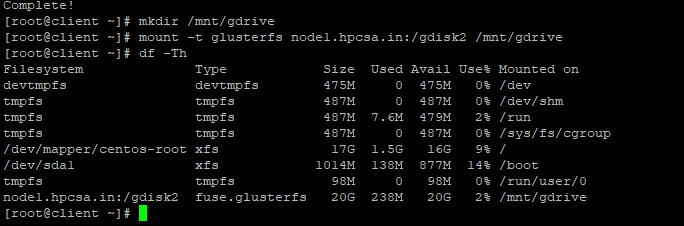 Complete!
[root@client ~]# mkdir /mnt/gdrive
[root@client ~]# mount -t glusterfs node1.hpcsa.in:/gdisk2 /mnt/gdrive
[root@client ~]# df -Th
Filesystem Type Size Used Avail Use% Mounted on
devtmpfs devtmpfs 475M 0 475M 0% /dev
tmpfs tmpfs 487M 0 487M 0% /dev/shm
tmpfs tmpfs 487M 7.6M 479M 2% /run
tmpfs tmpfs 487M 0 487M 0% /sys/fs/cgroup
/dev/mapper/centos-root xfs 17G 1.5G 16G 9% /
/dev/sda1 xfs 1014M 138M 877M 14% /boot
tmpfs tmpfs 98M 0 98M 0% /run/user/0
node1.hpcsa.in:/gdisk2 fuse.glusterfs 20G 238M 20G 2% /mnt/gdrive
[root@client ~]#